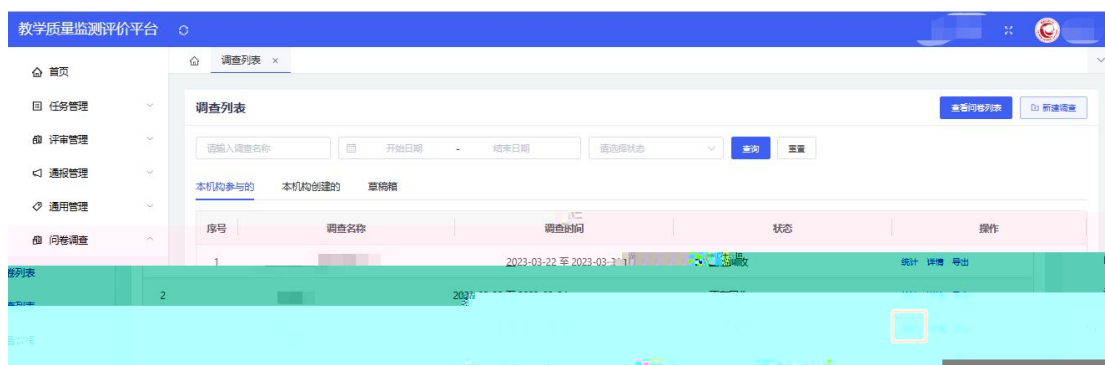 教学质量监测评价平台
首页
调查列表 ×
任务管理
评审管理
通报管理
通用管理
问卷调查
调查列表
查看问卷列表
新建调查
请输入调查名称 开始日期 - 结束日期 请选择状态 查询 重置
本机构参与的 本机构创建的 草稿箱
序号 调查名称 调查时间 状态 操作
1 2023-03-22 至 2023-03-31 统计 详情 导出
卷列表
2